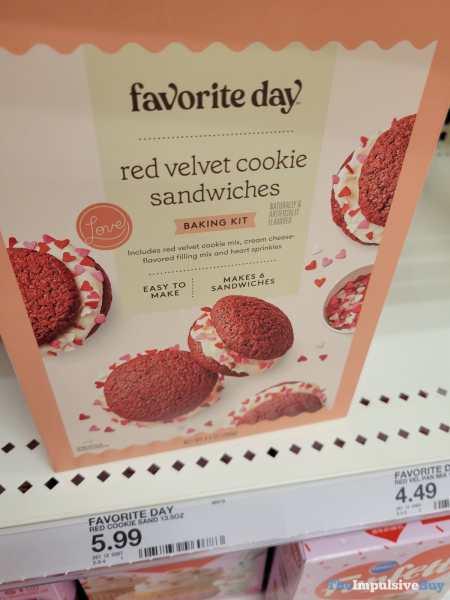 favorite day
red velvet cookie
sandwiches
NATURALLY &
ARTIFICIALLY
FLAVORED
BAKING KIT
Love
Includes red velvet cookie mix, cream cheese-
flavored filling mix and heart sprinkles
EASY TO
MAKE
MAKES 6
SANDWICHES
NET WT
FAVORITE DAY
RED COOKIE SAND 13.5OZ
5.99
FAVORITE D
RED VEL PAN MIX
4.49
TheImpulsiveBuy